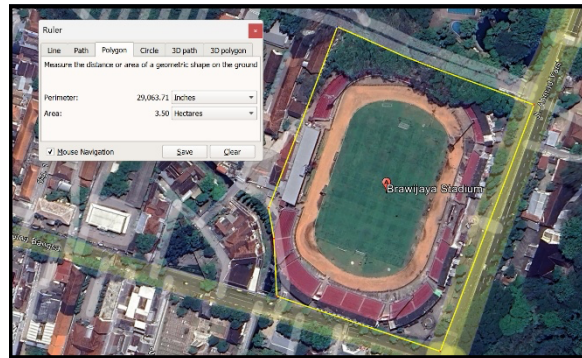 Ruler
Line Path Polygon Circle 3D path 3D polygon
Measure the distance or area of a geometric shape on the ground
Perimeter: 29,063.71 Inches
Area: 3.50 Hectares
Mouse Navigation Save Clear
Brawijaya Stadium